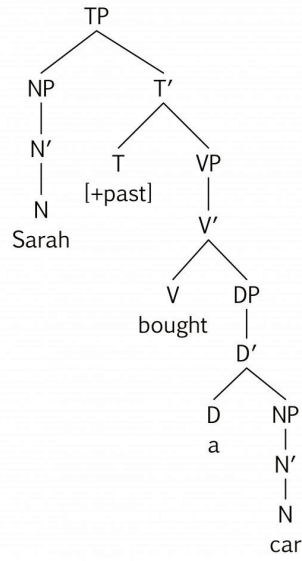 TP
NP T′
N′ T VP
[+past]
N V′
Sarah
V DP
bought
D′
D NP
a
N′
N
car